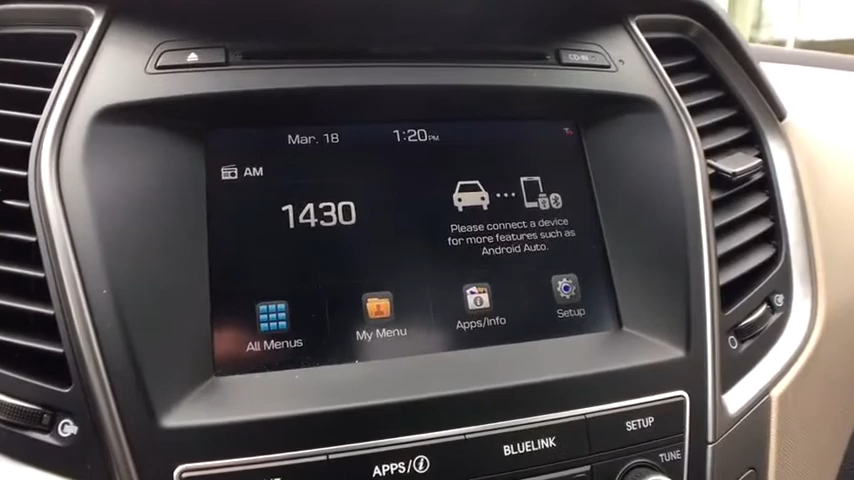 CD-IN
Mar. 18
1:20PM
AM
1430
Please connect a device
for more features such as
Android Auto.
All Menus
My Menu
Apps/Info
Setup
APPS/i
BLUELINK
SETUP
TUNE